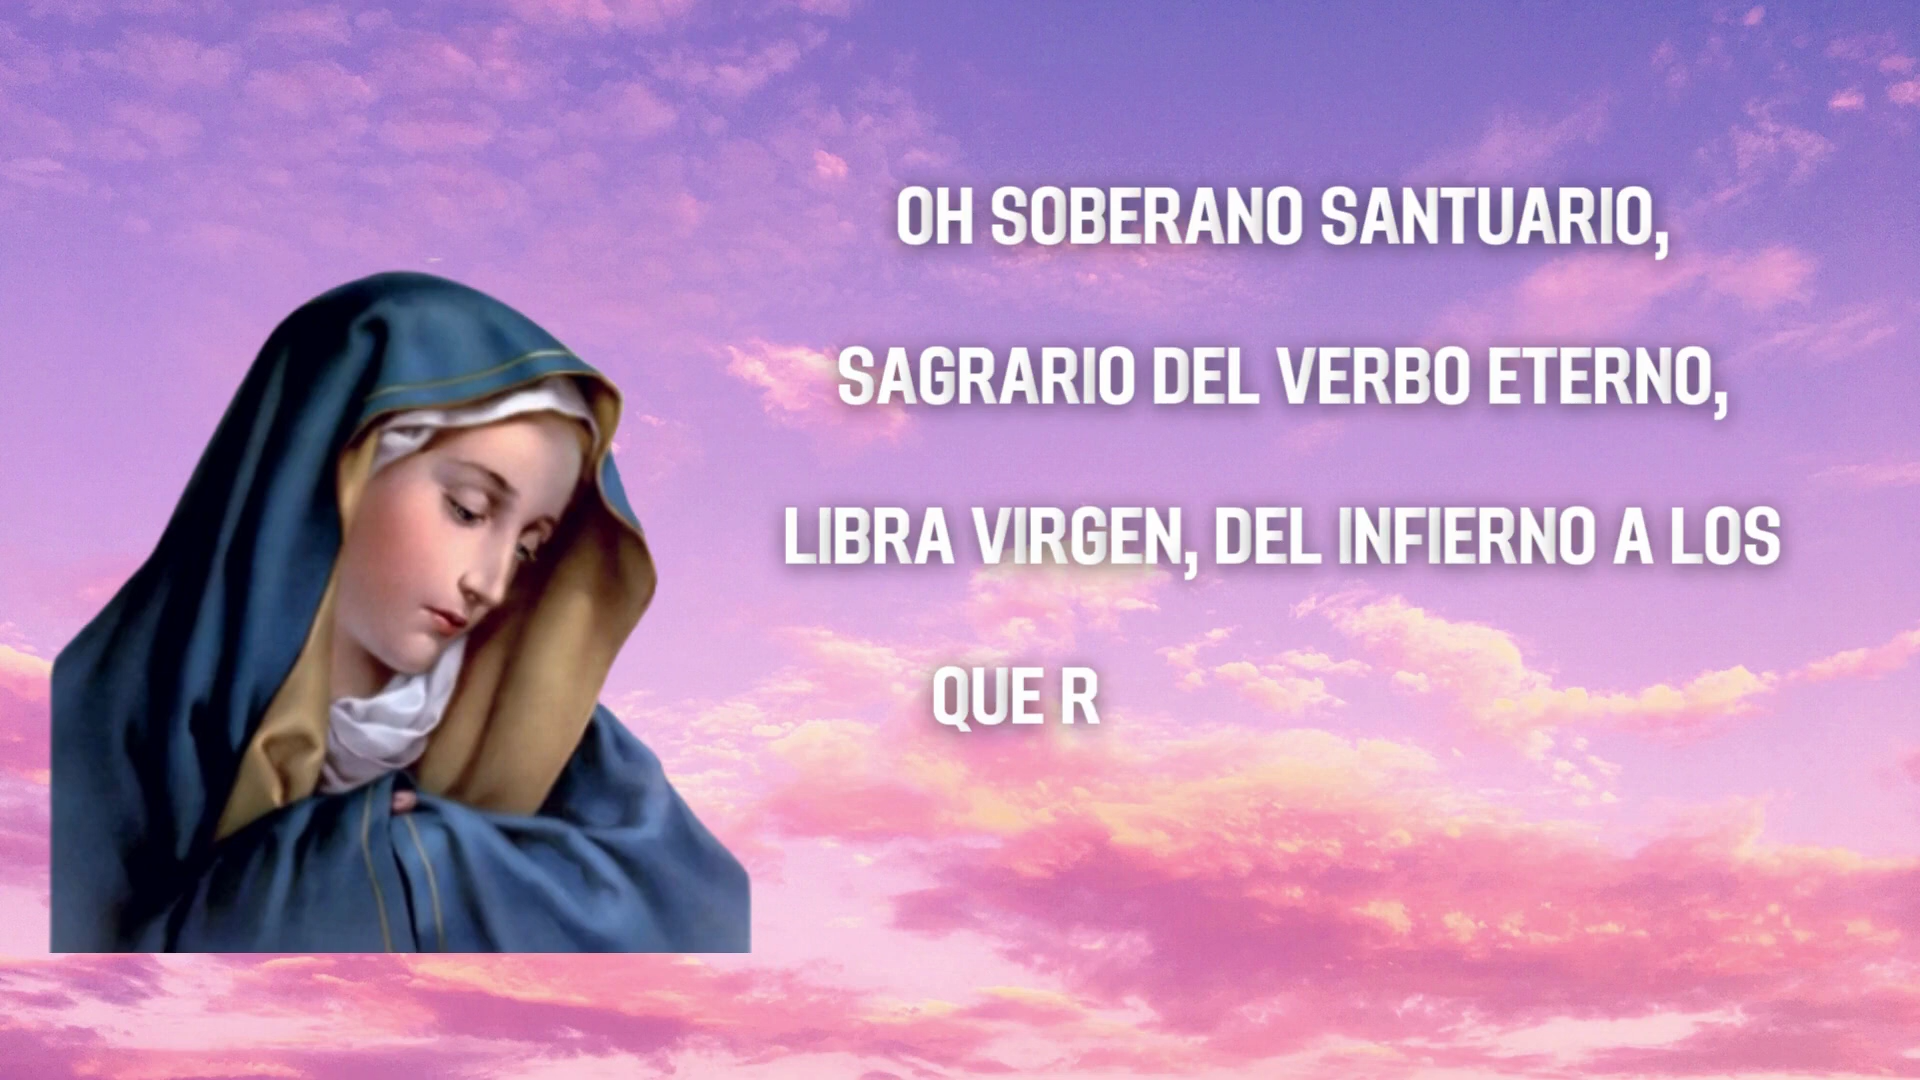 OH SOBERANO SANTUARIO,
SAGRARIO DEL VERBO ETERNO,
LIBRA VIRGEN, DEL INFIERNO A LOS
QUE R